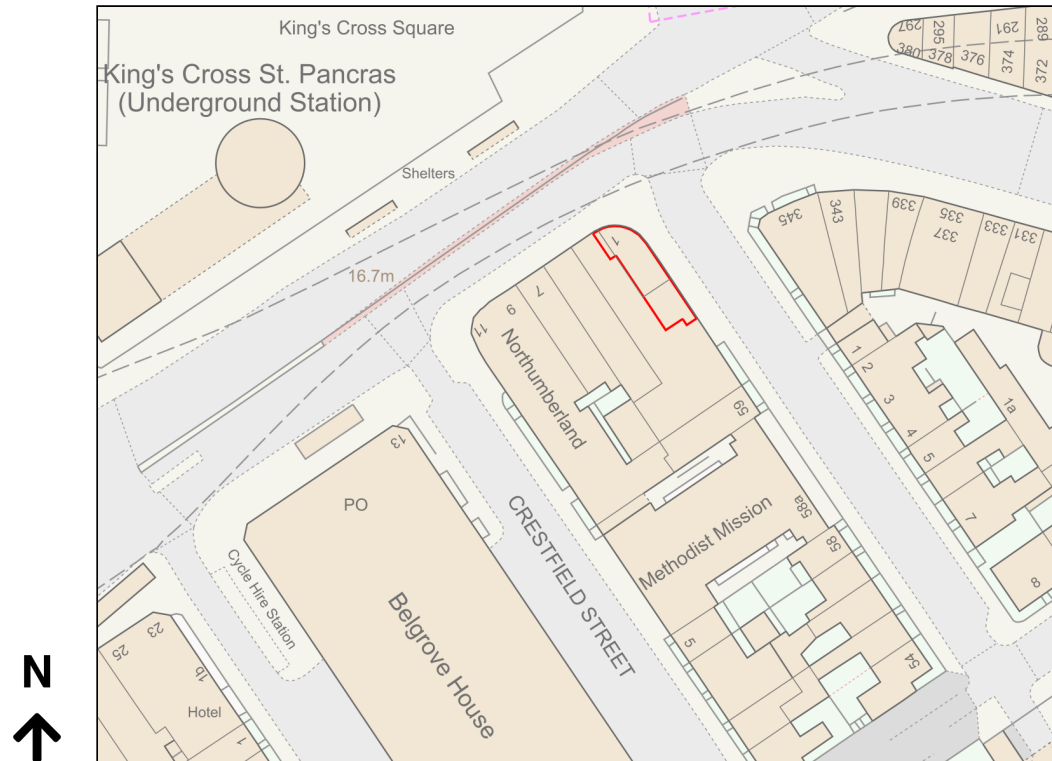 King's Cross Square
King's Cross St. Pancras
(Underground Station)
Shelters
16.7m
297
295
291
289
380
378
376
374
372
345
343
339
335
337
333
331
1
7
9
11
Northumberland
59
1
2
3
4
5
7
8
1a
13
PO
CRESTFIELD STREET
Methodist Mission
58a
58
54
5
Cycle Hire Station
Belgrove House
23
25
1b
Hotel
1
N